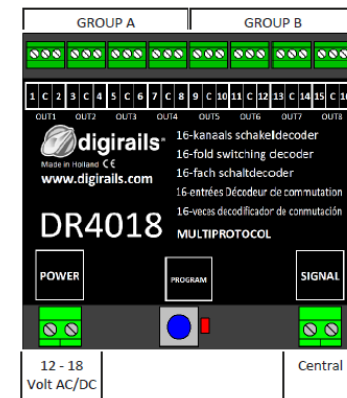 GROUP A GROUP B
1 C 2 3 C 4 5 C 6 7 C 8 9 C 10 11 C 12 13 C 14 15 C 1
OUT1 OUT2 OUT3 OUT4 OUT5 OUT6 OUT7 OUT8
digirails
Made in Holland CE
www.digirails.com
16-kanaals schakeldecoder
16-fold switching decoder
16-fach schaltdecoder
16-entrées Décodeur de commutation
16-veces decodificador de conmutación
DR4018 MULTIPROTOCOL
POWER PROGRAM SIGNAL
12 - 18 Central
Volt AC/DC